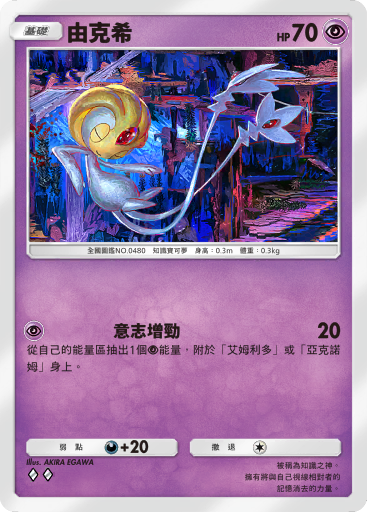 基礎 由克希 HP 70
全國圖鑑NO.0480 知識寶可夢 身高：0.3m 體重：0.3kg
意志增勁 20
從自己的能量區抽出1個能量，附於「艾姆利多」或「亞克諾
姆」身上。
弱點 +20 撤退
Illus. AKIRA EGAWA
被稱為知識之神。
擁有將與自己視線相對者的
記憶消去的力量。